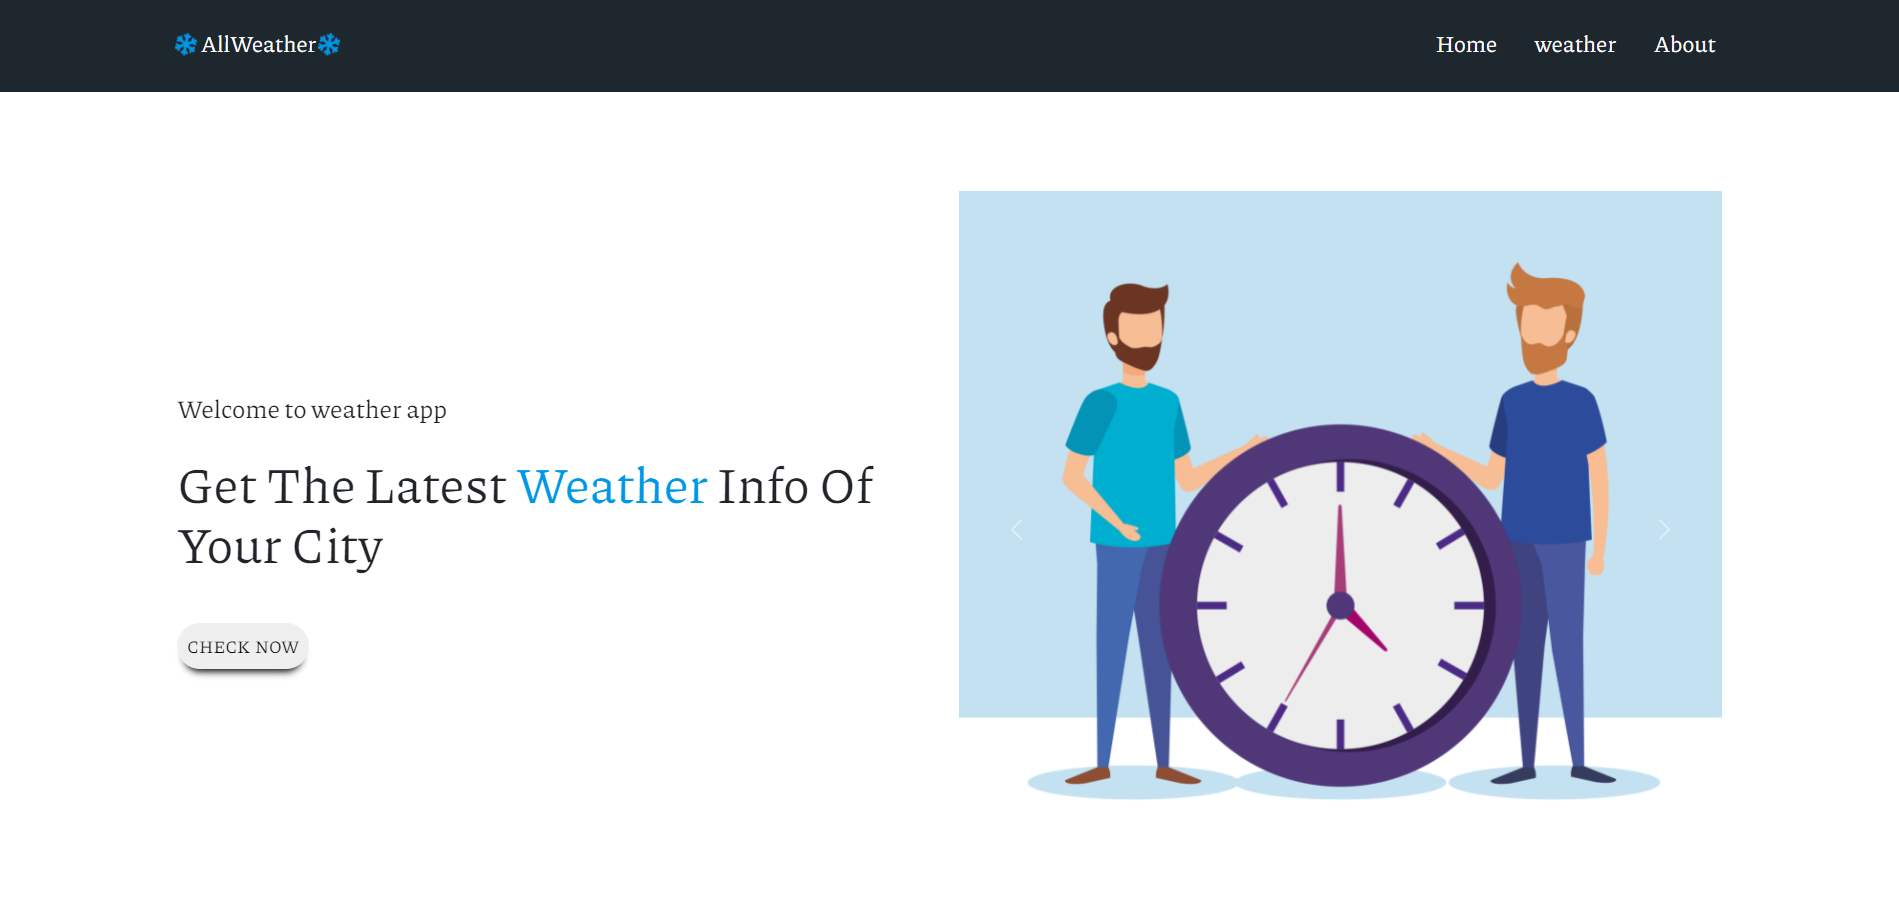 AllWeather
Home weather About
Welcome to weather app
Get The Latest Weather Info Of
Your City
CHECK NOW